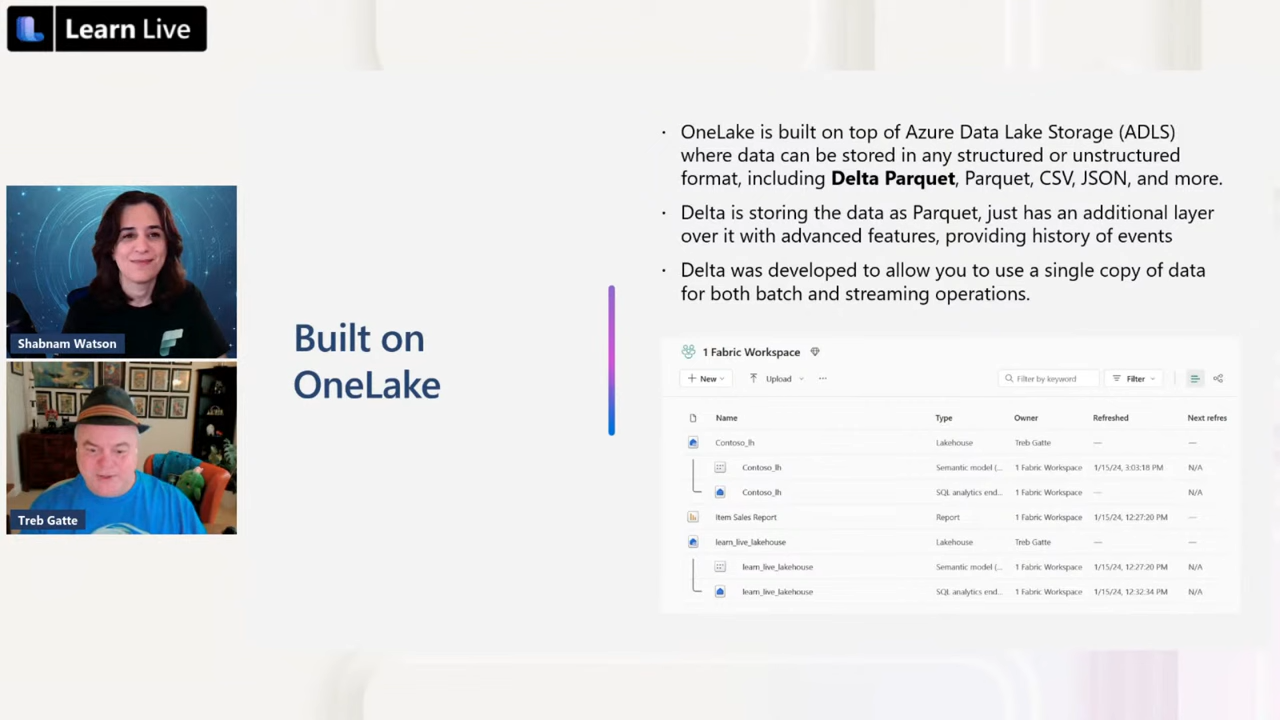 Learn Live
Shabnam Watson
Treb Gatte
Built on
OneLake
· OneLake is built on top of Azure Data Lake Storage (ADLS)
where data can be stored in any structured or unstructured
format, including Delta Parquet, Parquet, CSV, JSON, and more.
· Delta is storing the data as Parquet, just has an additional layer
over it with advanced features, providing history of events
· Delta was developed to allow you to use a single copy of data
for both batch and streaming operations.
1 Fabric Workspace
+ New Upload ··· Filter by keyword Filter
Name Type Owner Refreshed Next refres
Contoso_lh Lakehouse Treb Gatte — —
Contoso_lh Semantic model (... 1 Fabric Workspace 1/15/24, 3:03:18 PM N/A
Contoso_lh SQL analytics end... 1 Fabric Workspace — N/A
Item Sales Report Report 1 Fabric Workspace 1/15/24, 12:27:20 PM —
learn_live_lakehouse Lakehouse Treb Gatte — —
learn_live_lakehouse Semantic model (... 1 Fabric Workspace 1/15/24, 12:27:20 PM N/A
learn_live_lakehouse SQL analytics end... 1 Fabric Workspace 1/15/24, 12:32:34 PM N/A